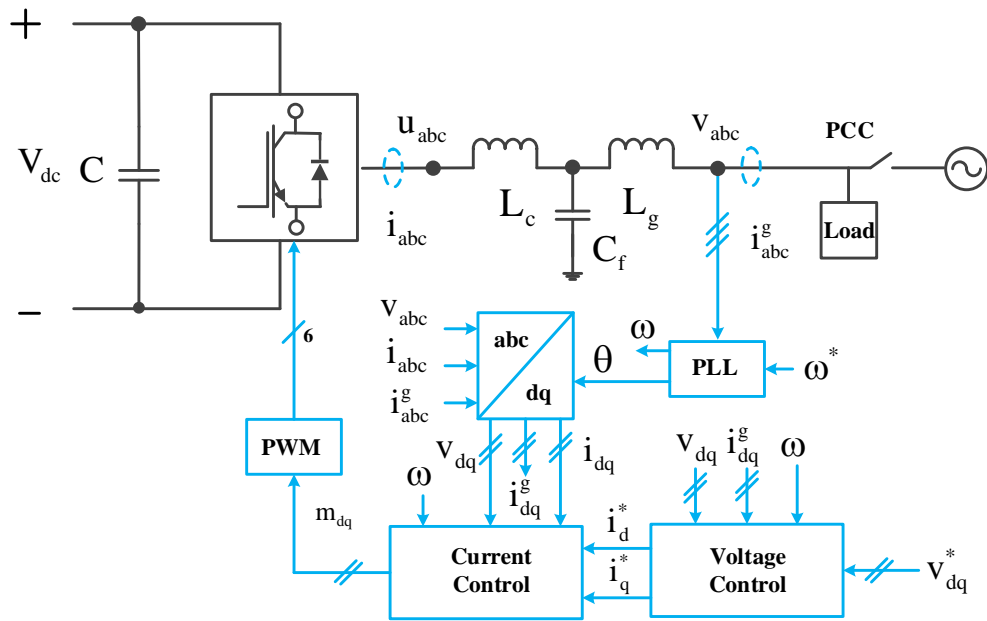 +
V_dc
C
−
u_abc
i_abc
L_c
C_f
L_g
v_abc
PCC
Load
i^g_abc
6
v_abc
i_abc
i^g_abc
abc
dq
ω
θ
PLL
ω*
PWM
v_dq
i^g_dq
i_dq
v_dq
i^g_dq
ω
ω
m_dq
Current
Control
i*_d
i*_q
Voltage
Control
v*_dq